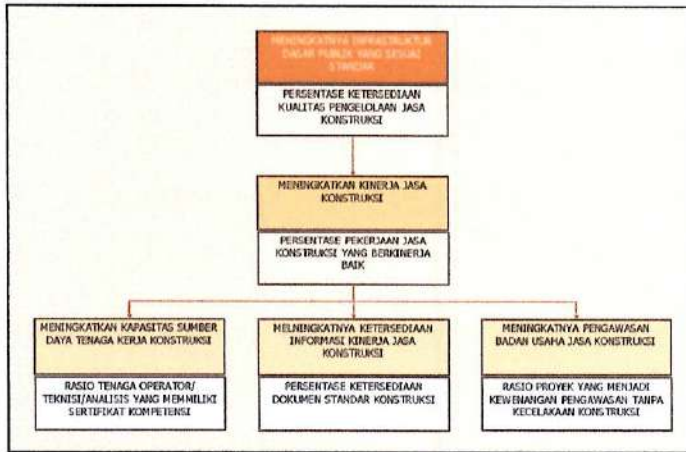 MENINGKATNYA INFRASTRUKTUR
DASAR PUBLIK YANG SESUAI
STANDAR
PERSENTASE KETERSEDIAAN
KUALITAS PENGELOLAAN JASA
KONSTRUKSI
MENINGKATKAN KINERJA JASA
KONSTRUKSI
PERSENTASE PEKERJAAN JASA
KONSTRUKSI YANG BERKINERJA
BAIK
MENINGKATKAN KAPASITAS SUMBER
DAYA TENAGA KERJA KONSTRUKSI
RASIO TENAGA OPERATOR/
TEKNISI/ANALISIS YANG MEMMILIKI
SERTIFIKAT KOMPETENSI
MELNINGKATNYA KETERSEDIAAN
INFORMASI KINERJA JASA
KONSTRUKSI
PERSENTASE KETERSEDIAAN
DOKUMEN STANDAR KONSTRUKSI
MENINGKATNYA PENGAWASAN
BADAN USAHA JASA KONSTRUKSI
RASIO PROYEK YANG MENJADI
KEWENANGAN PENGAWASAN TANPA
KECELAKAAN KONSTRUKSI